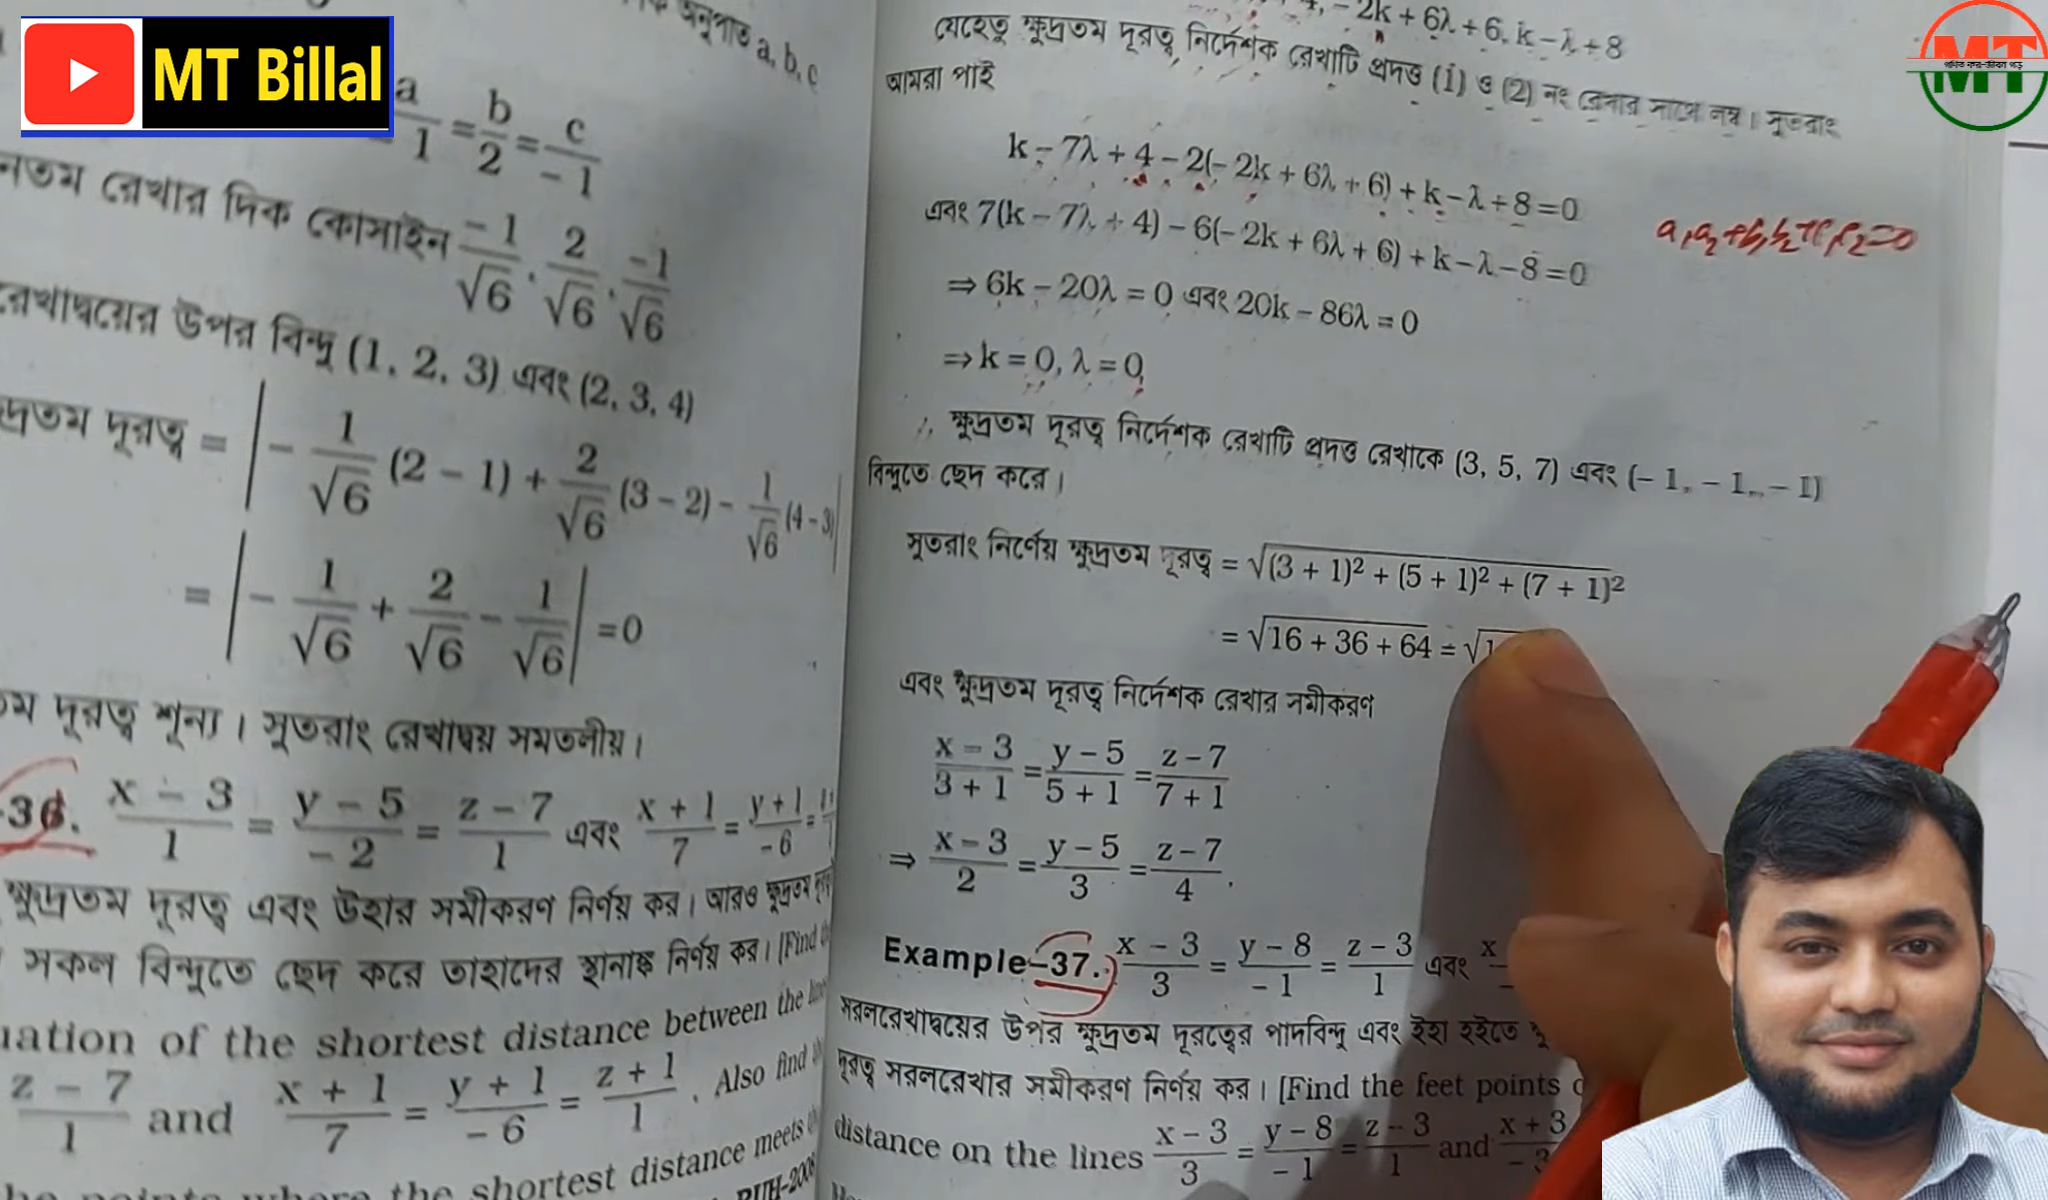 MT Billal
MT
অনুপাত a, b, c
a/1 = b/2 = c/-1
রেখার দিক কোসাইন -1/√6, 2/√6, -1/√6
উপর বিন্দু (1, 2, 3) এবং (2, 3, 4)
দূরত্ব = | - 1/√6 (2 - 1) + 2/√6 (3 - 2) - 1/√6 (4 - 3) |
= | - 1/√6 + 2/√6 - 1/√6 | = 0
দূরত্ব শূন্য। সুতরাং রেখাদ্বয় সমতলীয়।
36. x - 3/1 = y - 5/-2 = z - 7/1 এবং x + 1/7 = y + 1/-6 =
ক্ষুদ্রতম দূরত্ব এবং উহার সমীকরণ নির্ণয় কর। আরও ক্ষুদ্রতম
সকল বিন্দুতে ছেদ করে তাহাদের স্থানাঙ্ক নির্ণয় কর। [Find
of the shortest distance between the
z - 7/1 and x + 1/7 = y + 1/-6 = z + 1/1 . Also find
where the shortest distance meets
- 2k + 6λ + 6, k - λ + 8
যেহেতু ক্ষুদ্রতম দূরত্ব নির্দেশক রেখাটি প্রদত্ত (1) ও (2) নং রেখার সাথে লম্ব। সুতরাং
আমরা পাই
k - 7λ + 4 - 2(- 2k + 6λ + 6) + k - λ + 8 = 0
এবং 7(k - 7λ + 4) - 6(- 2k + 6λ + 6) + k - λ - 8 = 0
a₁a₂ + b₁b₂ + c₁c₂ = 0
⇒ 6k - 20λ = 0 এবং 20k - 86λ = 0
⇒ k = 0, λ = 0
∴ ক্ষুদ্রতম দূরত্ব নির্দেশক রেখাটি প্রদত্ত রেখাকে (3, 5, 7) এবং (- 1, - 1, - 1)
বিন্দুতে ছেদ করে।
সুতরাং নির্ণেয় ক্ষুদ্রতম দূরত্ব = √(3 + 1)² + (5 + 1)² + (7 + 1)²
= √16 + 36 + 64 = √1
এবং ক্ষুদ্রতম দূরত্ব নির্দেশক রেখার সমীকরণ
x - 3/3 + 1 = y - 5/5 + 1 = z - 7/7 + 1
⇒ x - 3/2 = y - 5/3 = z - 7/4 .
Example-37. x - 3/3 = y - 8/-1 = z - 3/1 এবং x
সরলরেখাদ্বয়ের উপর ক্ষুদ্রতম দূরত্বের পাদবিন্দু এবং ইহা হইতে
দূরত্ব সরলরেখার সমীকরণ নির্ণয় কর। [Find the feet points
distance on the lines x - 3/3 = y - 8/-1 = z - 3/1 and x + 3/-3